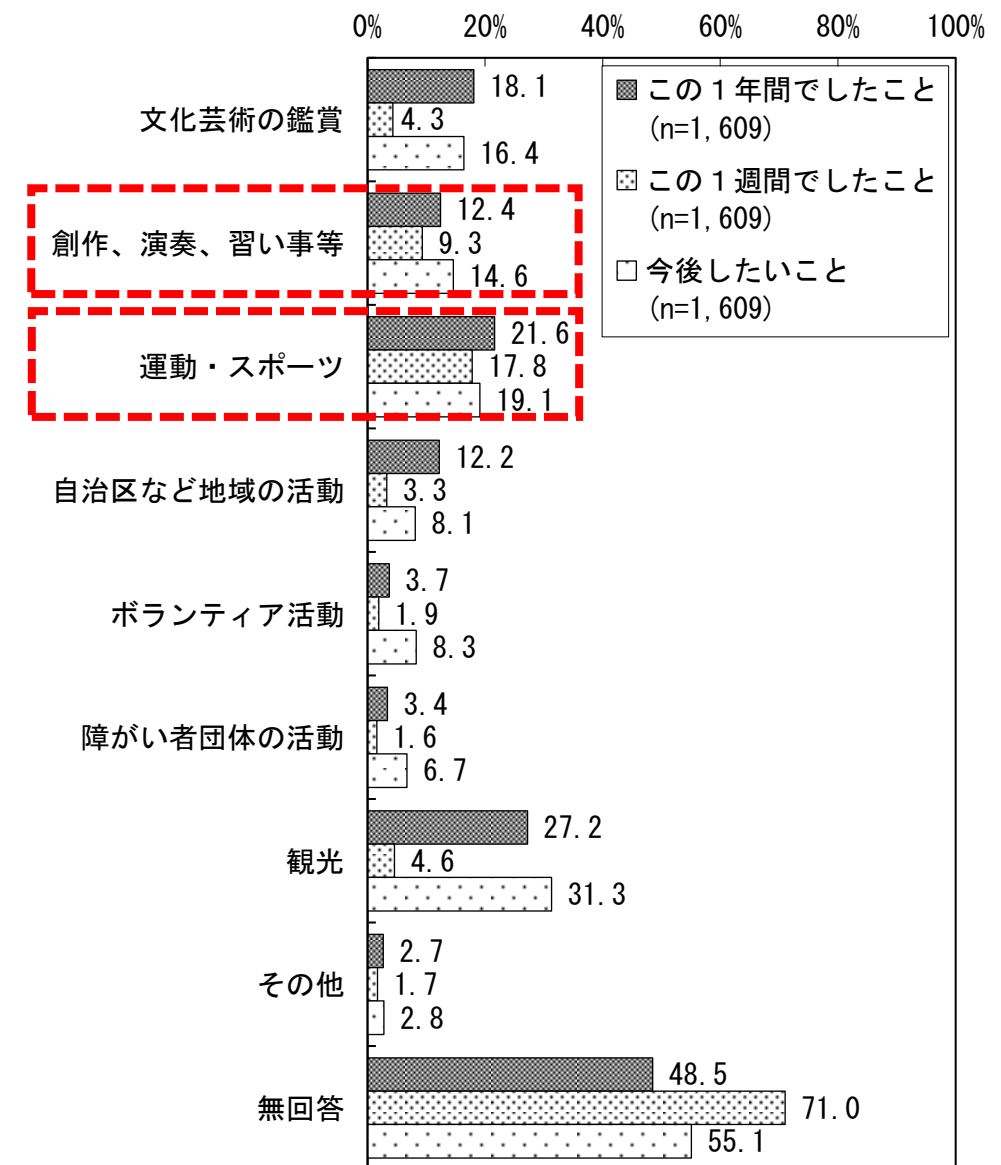 0% 20% 40% 60% 80% 100%
文化芸術の鑑賞
18.1
4.3
16.4
創作、演奏、習い事等
12.4
9.3
14.6
運動・スポーツ
21.6
17.8
19.1
自治区など地域の活動
12.2
3.3
8.1
ボランティア活動
3.7
1.9
8.3
障がい者団体の活動
3.4
1.6
6.7
観光
27.2
4.6
31.3
その他
2.7
1.7
2.8
無回答
48.5
71.0
55.1
この1年間でしたこと
(n=1,609)
この1週間でしたこと
(n=1,609)
今後したいこと
(n=1,609)